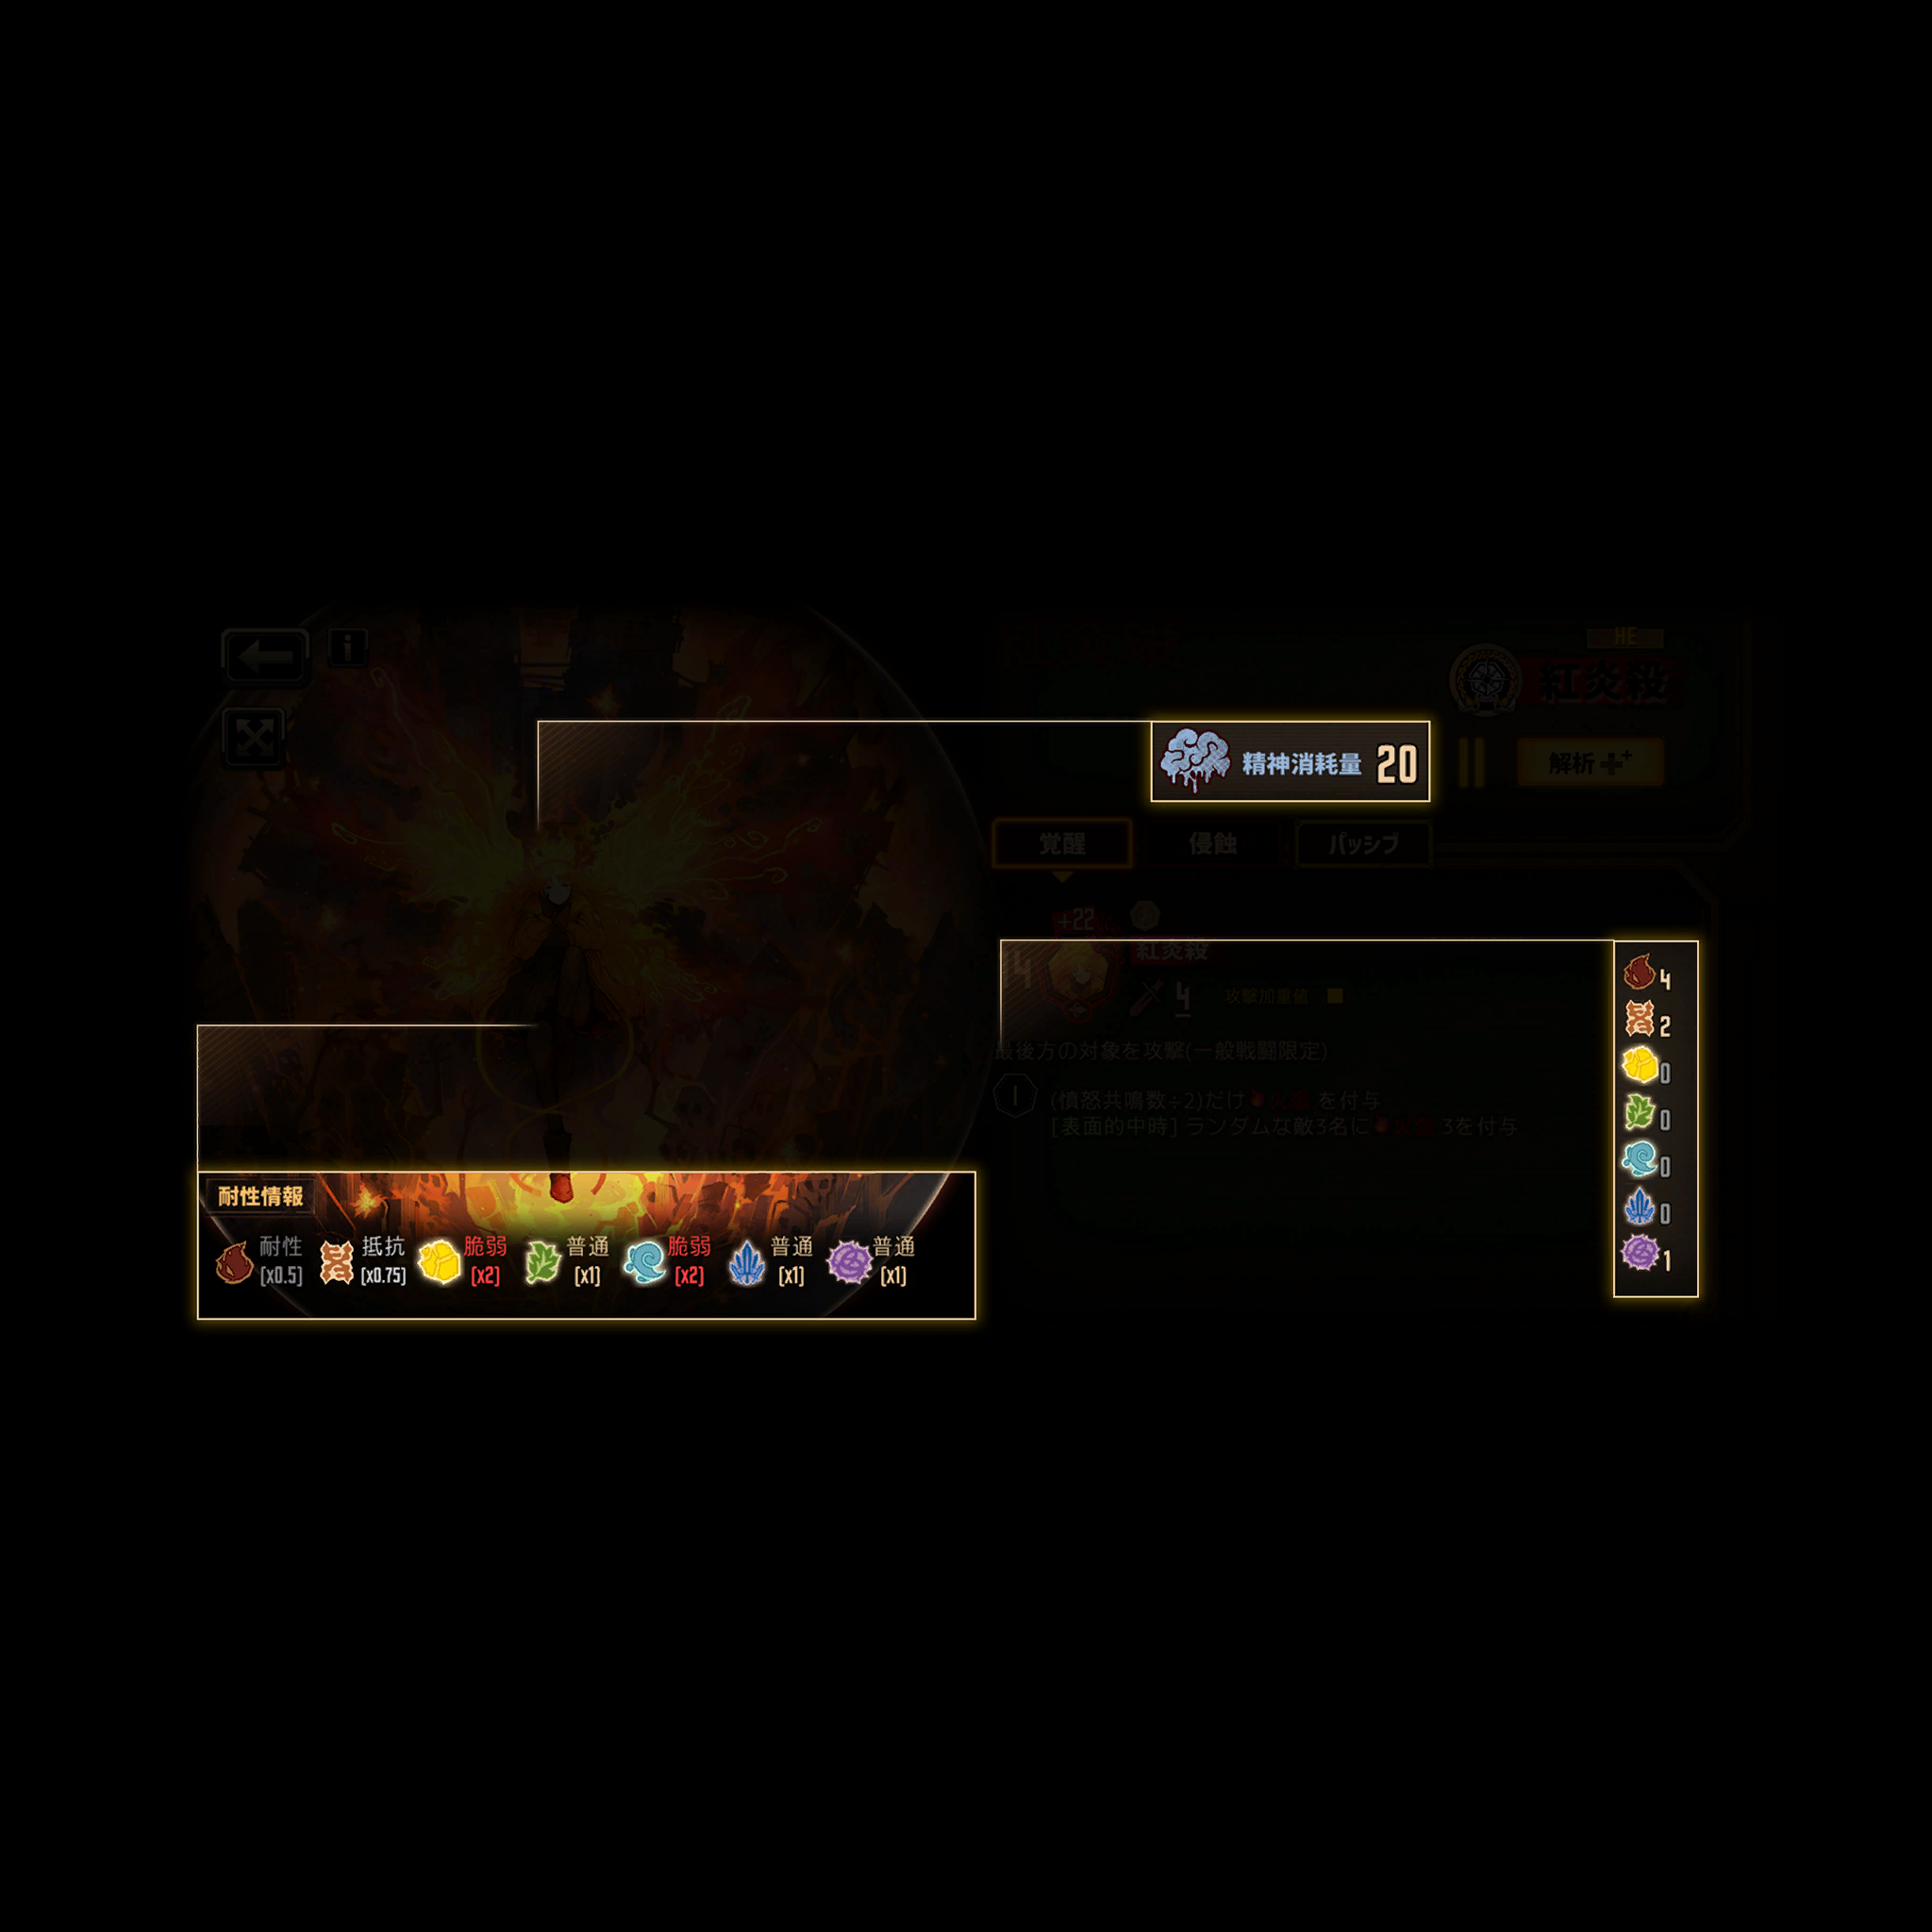 HE
紅炎殺
精神消耗量 20
解析
覚醒 侵蝕 パッシブ
+22
4
紅炎殺
4 攻撃加重値
最後方の対象を攻撃(一般戦闘限定)
I
(憤怒共鳴数÷2)だけ を付与
[表面的中時] ランダムな敵3名に 3を付与
4
2
0
0
0
0
1
耐性情報
耐性 抵抗 脆弱 普通 脆弱 普通 普通
[x0.5] [x0.75] [x2] [x1] [x2] [x1] [x1]